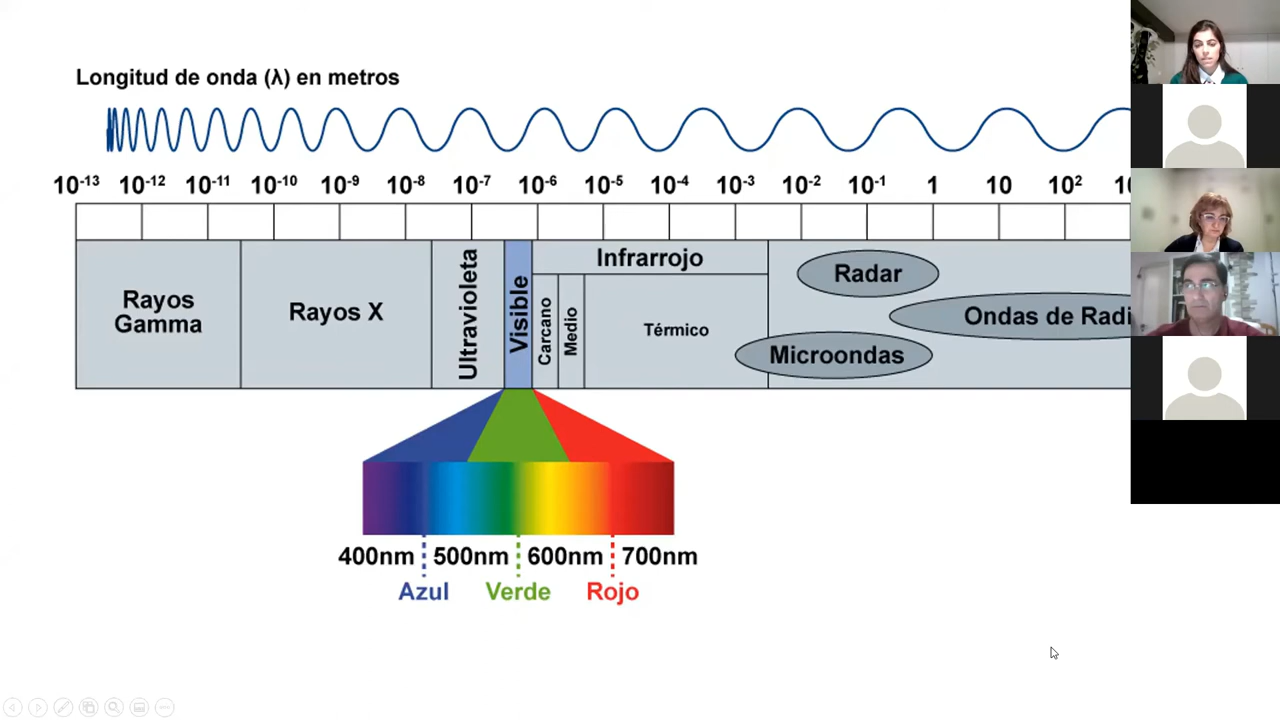 Longitud de onda (λ) en metros
10-13 10-12 10-11 10-10 10-9 10-8 10-7 10-6 10-5 10-4 10-3 10-2 10-1 1 10 102 10
Rayos
Gamma
Rayos X
Ultravioleta
Visible
Infrarrojo
Carcano
Medio
Térmico
Radar
Microondas
Ondas de Radi
400nm 500nm 600nm 700nm
Azul Verde Rojo